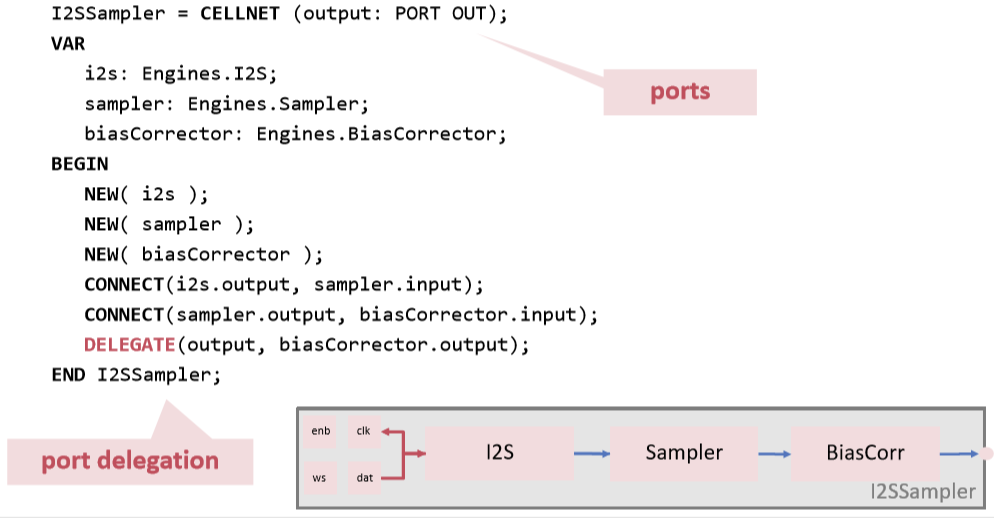 I2SSampler = CELLNET (output: PORT OUT);
VAR
i2s: Engines.I2S;
sampler: Engines.Sampler;
biasCorrector: Engines.BiasCorrector;
BEGIN
NEW( i2s );
NEW( sampler );
NEW( biasCorrector );
CONNECT(i2s.output, sampler.input);
CONNECT(sampler.output, biasCorrector.input);
DELEGATE(output, biasCorrector.output);
END I2SSampler;
ports
port delegation
enb clk
I2S Sampler BiasCorr
ws dat
I2SSampler